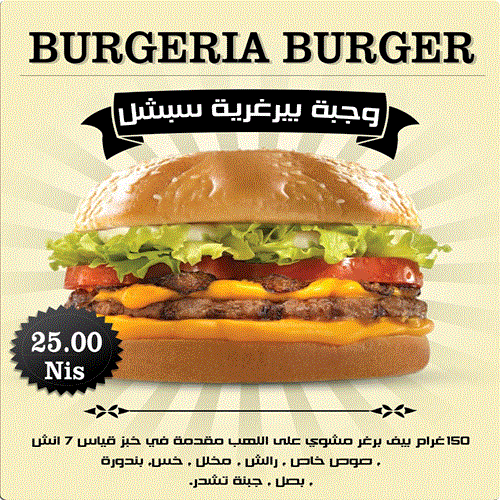 BURGERIA BURGER
وجبة بيرغرية سبشل
25.00
Nis
150غرام بيف برغر مشوي على اللهب مقدمة في خبز قياس 7 انش
, صوص خاص , رالش , مخلل , خس, بندورة
, بصل , جبنة تشدر.